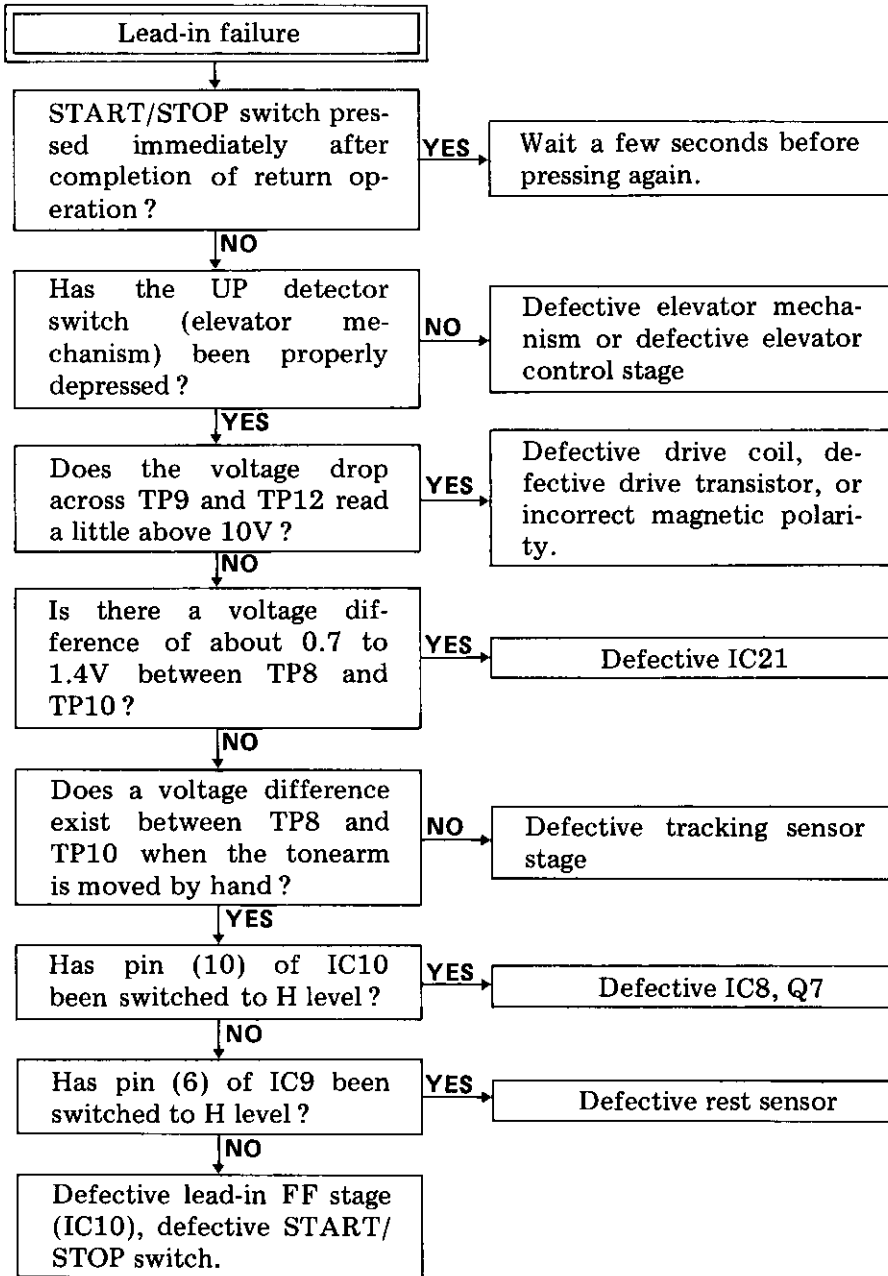 Lead-in failure
START/STOP switch pres-
sed immediately after
completion of return op-
eration?
YES
Wait a few seconds before
pressing again.
NO
Has the UP detector
switch (elevator me-
chanism) been properly
depressed?
NO
Defective elevator mecha-
nism or defective elevator
control stage
YES
Does the voltage drop
across TP9 and TP12 read
a little above 10V?
YES
Defective drive coil, de-
fective drive transistor, or
incorrect magnetic polari-
ty.
NO
Is there a voltage dif-
ference of about 0.7 to
1.4V between TP8 and
TP10?
YES
Defective IC21
NO
Does a voltage difference
exist between TP8 and
TP10 when the tonearm
is moved by hand?
NO
Defective tracking sensor
stage
YES
Has pin (10) of IC10
been switched to H level?
YES
Defective IC8, Q7
NO
Has pin (6) of IC9 been
switched to H level?
YES
Defective rest sensor
NO
Defective lead-in FF stage
(IC10), defective START/
STOP switch.